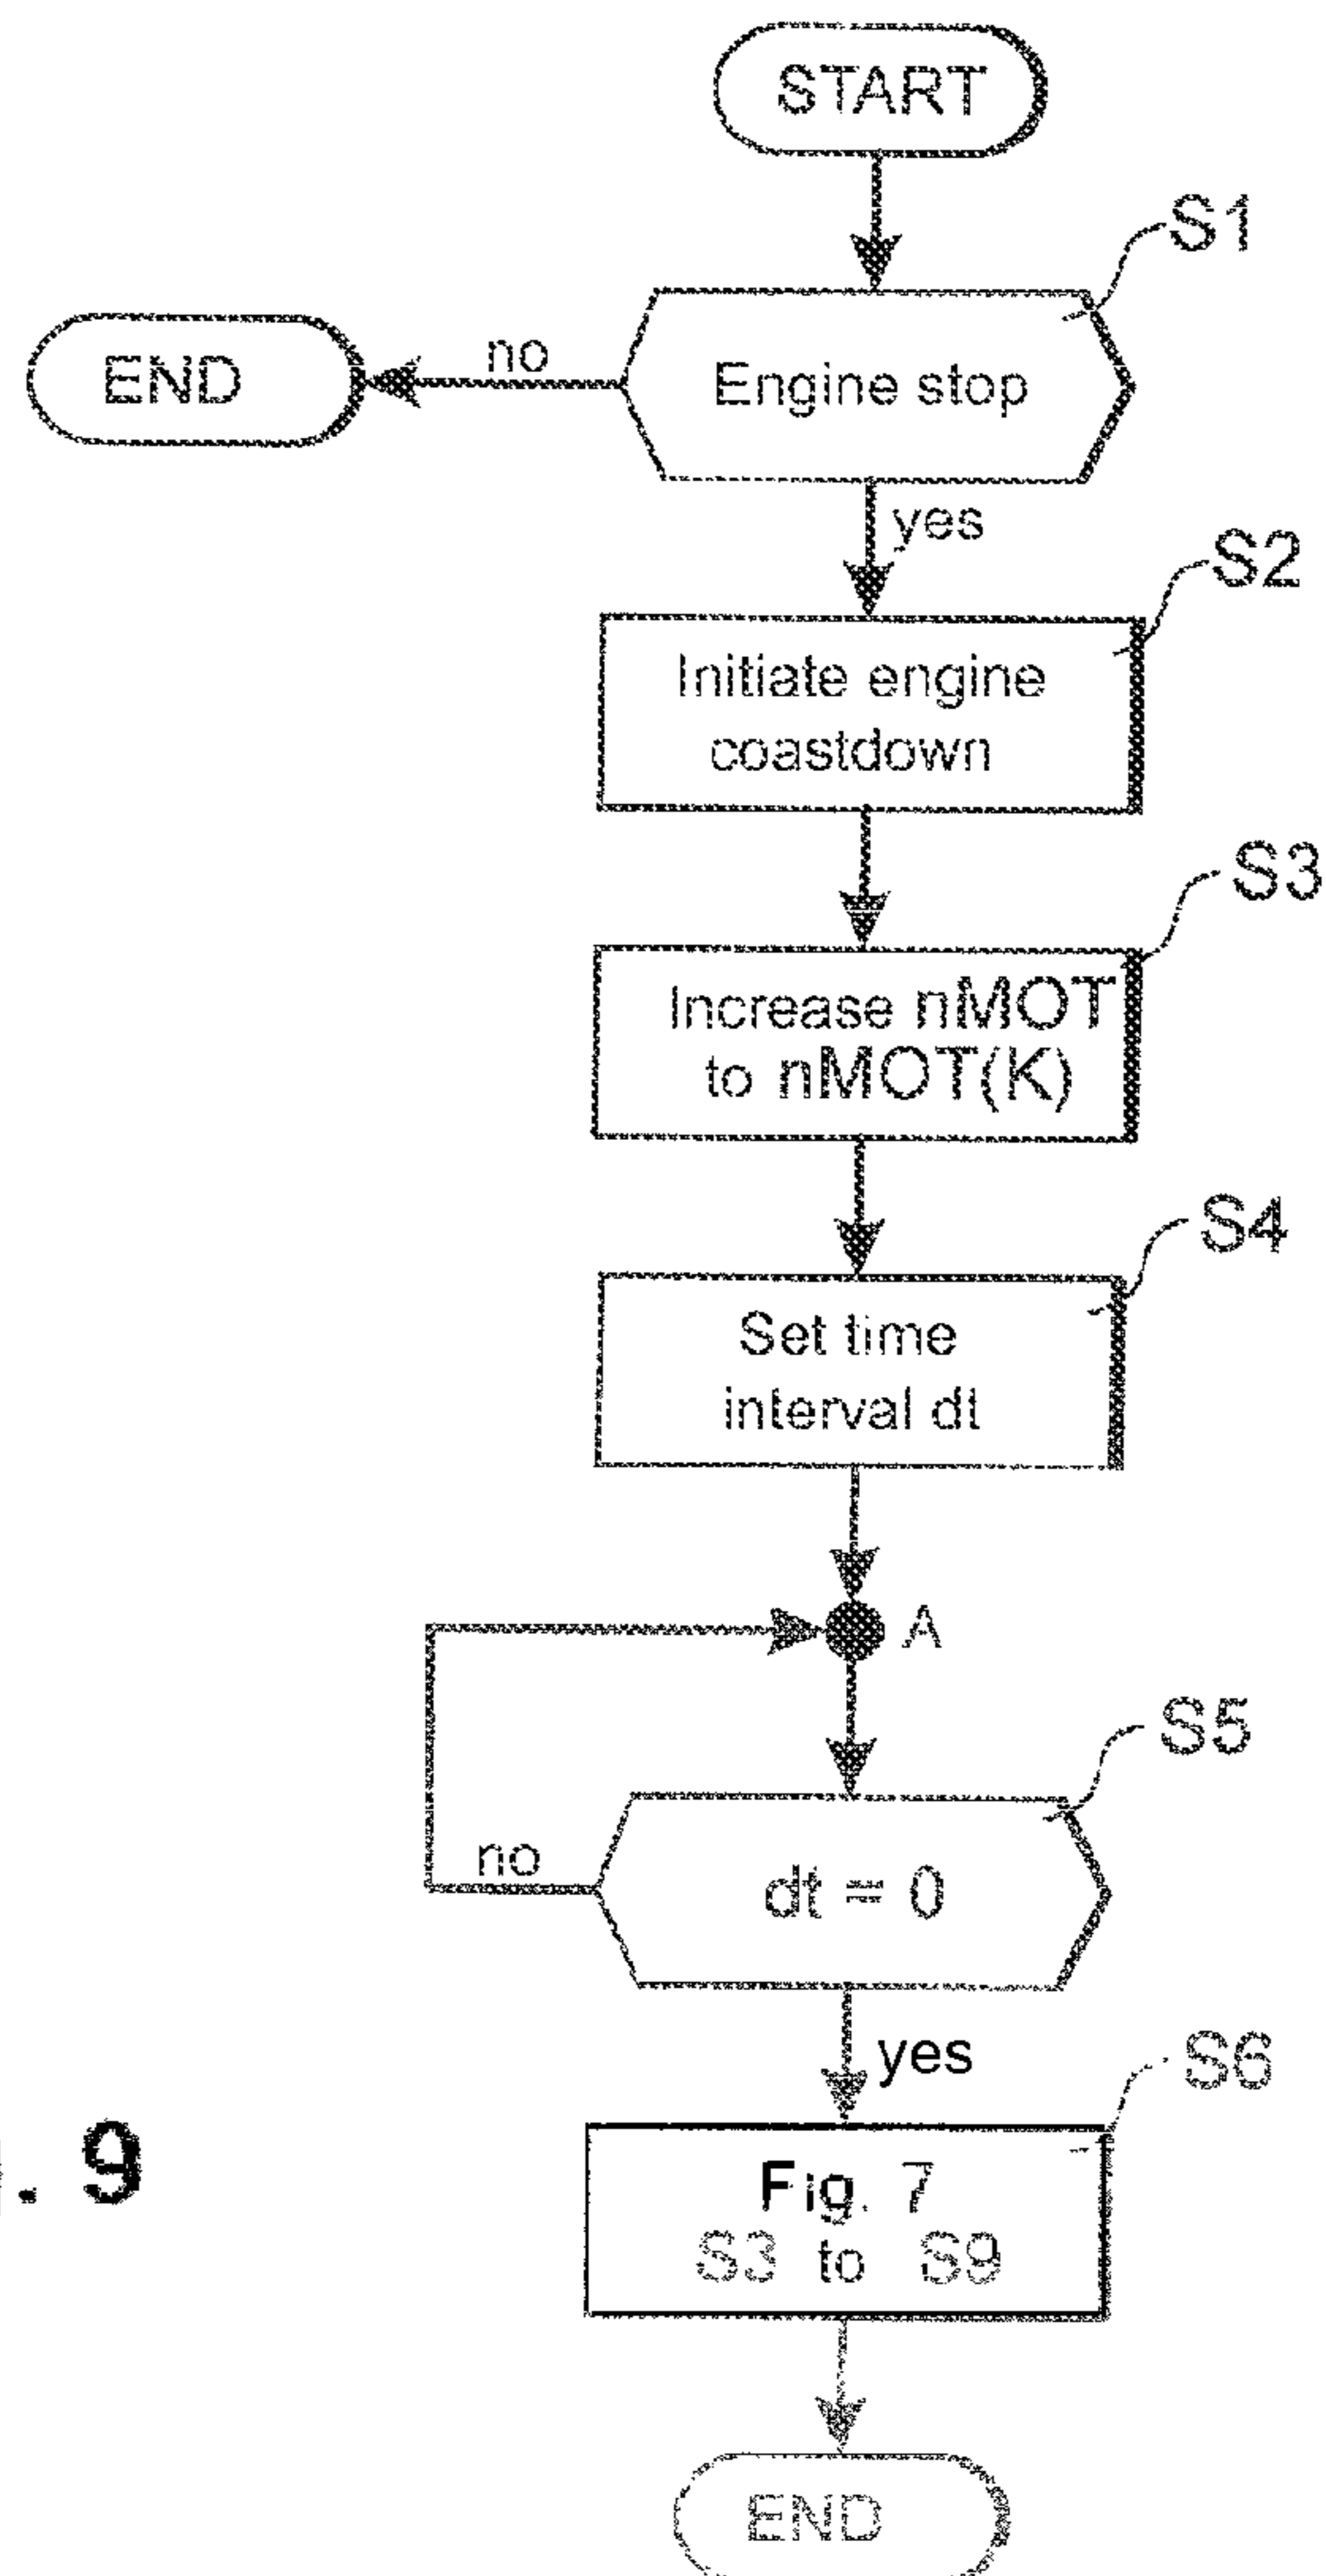 START
S1
END
no
Engine stop
yes
S2
Initiate engine
coastdown
S3
Increase nMOT
to nMOT(K)
S4
Set time
interval dt
A
S5
no
dt = 0
yes
S6
. 9
Fig. 7
S3 to S9
END